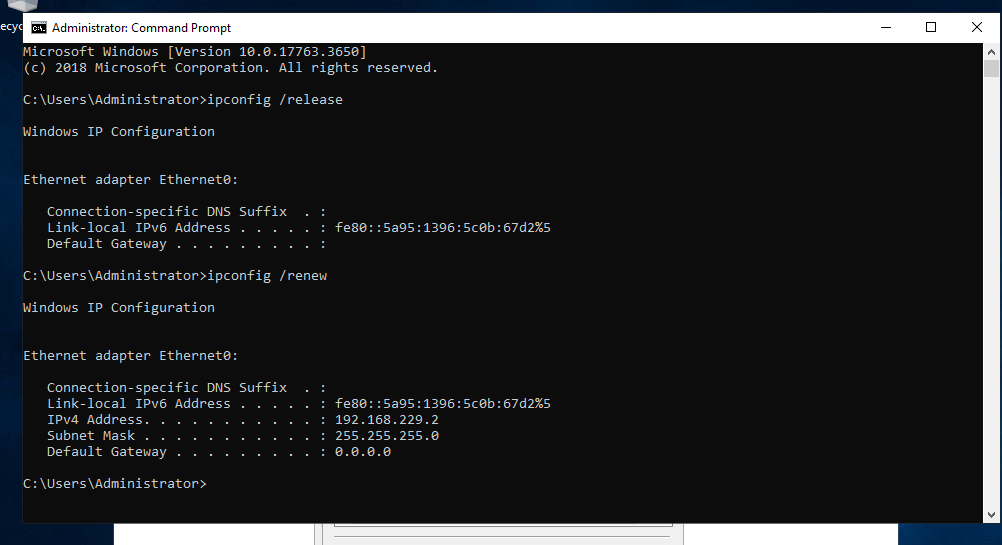 ecyc
Administrator: Command Prompt
Microsoft Windows [Version 10.0.17763.3650]
(c) 2018 Microsoft Corporation. All rights reserved.
C:\Users\Administrator>ipconfig /release
Windows IP Configuration
Ethernet adapter Ethernet0:
Connection-specific DNS Suffix . :
Link-local IPv6 Address . . . . . : fe80::5a95:1396:5c0b:67d2%5
Default Gateway . . . . . . . . . :
C:\Users\Administrator>ipconfig /renew
Windows IP Configuration
Ethernet adapter Ethernet0:
Connection-specific DNS Suffix . :
Link-local IPv6 Address . . . . . : fe80::5a95:1396:5c0b:67d2%5
IPv4 Address. . . . . . . . . . . : 192.168.229.2
Subnet Mask . . . . . . . . . . . : 255.255.255.0
Default Gateway . . . . . . . . . : 0.0.0.0
C:\Users\Administrator>